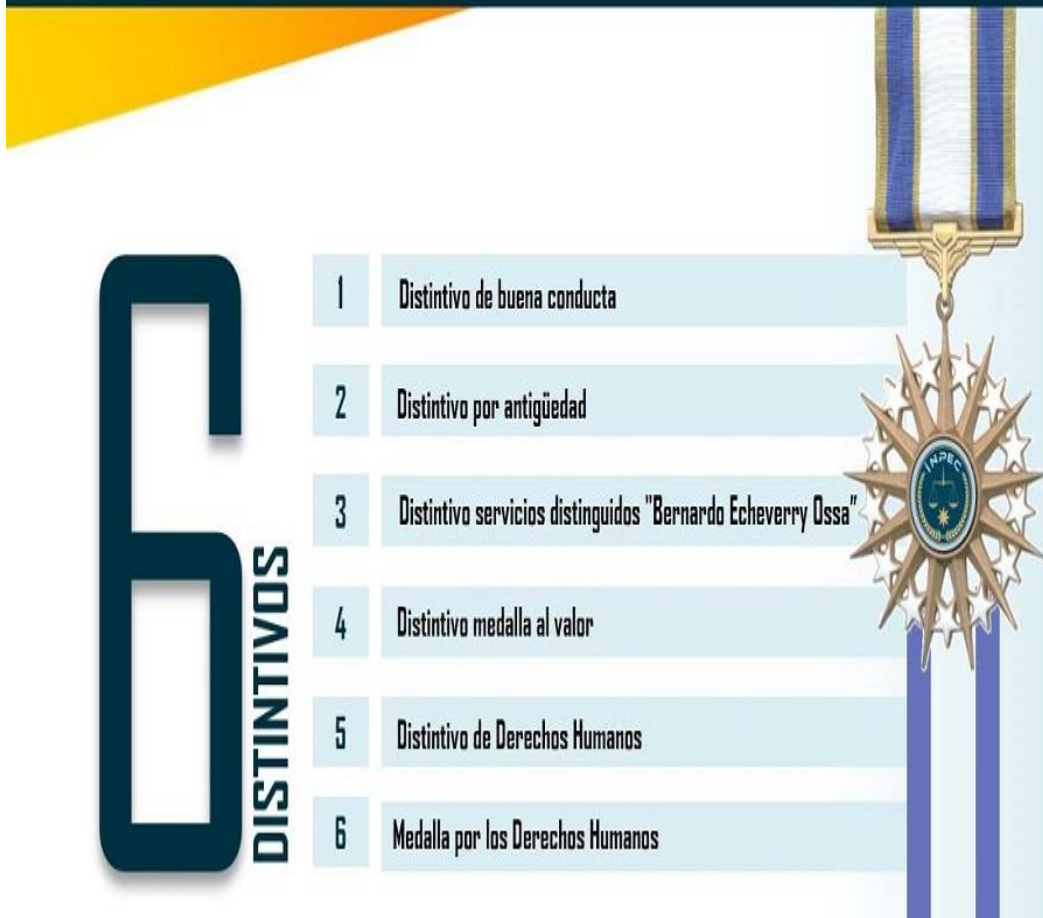 6
DISTINTIVOS
1 Distintivo de buena conducta
2 Distintivo por antigüedad
3 Distintivo servicios distinguidos "Bernardo Echeverry Ossa"
4 Distintivo medalla al valor
5 Distintivo de Derechos Humanos
6 Medalla por los Derechos Humanos
INPEC